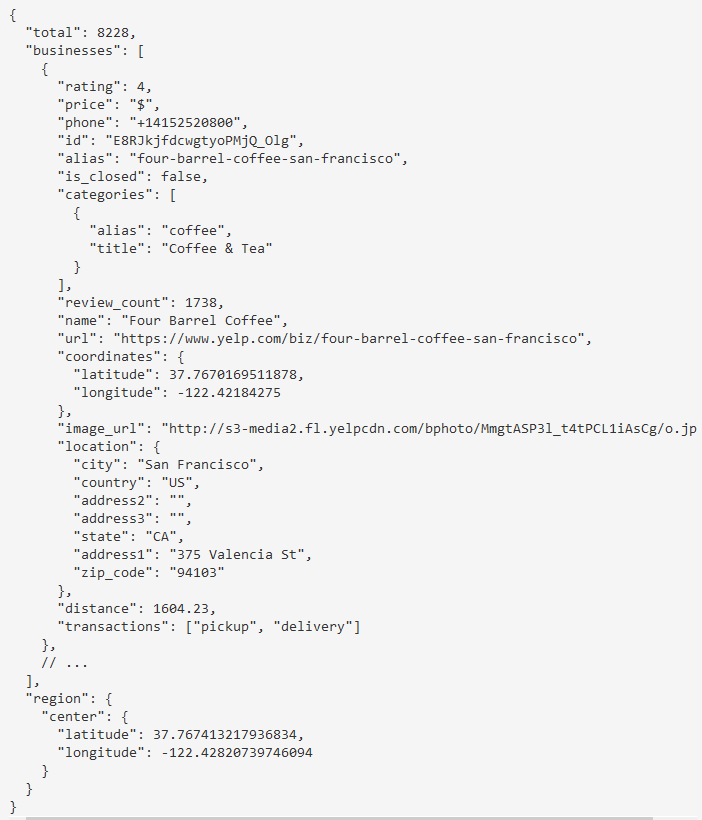 {
  "total": 8228,
  "businesses": [
    {
      "rating": 4,
      "price": "$",
      "phone": "+14152520800",
      "id": "E8RJkjfdcwgtyoPMjQ_Olg",
      "alias": "four-barrel-coffee-san-francisco",
      "is_closed": false,
      "categories": [
        {
          "alias": "coffee",
          "title": "Coffee & Tea"
        }
      ],
      "review_count": 1738,
      "name": "Four Barrel Coffee",
      "url": "https://www.yelp.com/biz/four-barrel-coffee-san-francisco",
      "coordinates": {
        "latitude": 37.7670169511878,
        "longitude": -122.42184275
      },
      "image_url": "http://s3-media2.fl.yelpcdn.com/bphoto/MmgtASP3l_t4tPCL1iAsCg/o.jp
      "location": {
        "city": "San Francisco",
        "country": "US",
        "address2": "",
        "address3": "",
        "state": "CA",
        "address1": "375 Valencia St",
        "zip_code": "94103"
      },
      "distance": 1604.23,
      "transactions": ["pickup", "delivery"]
    },
    // ...
  ],
  "region": {
    "center": {
      "latitude": 37.767413217936834,
      "longitude": -122.42820739746094
    }
  }
}